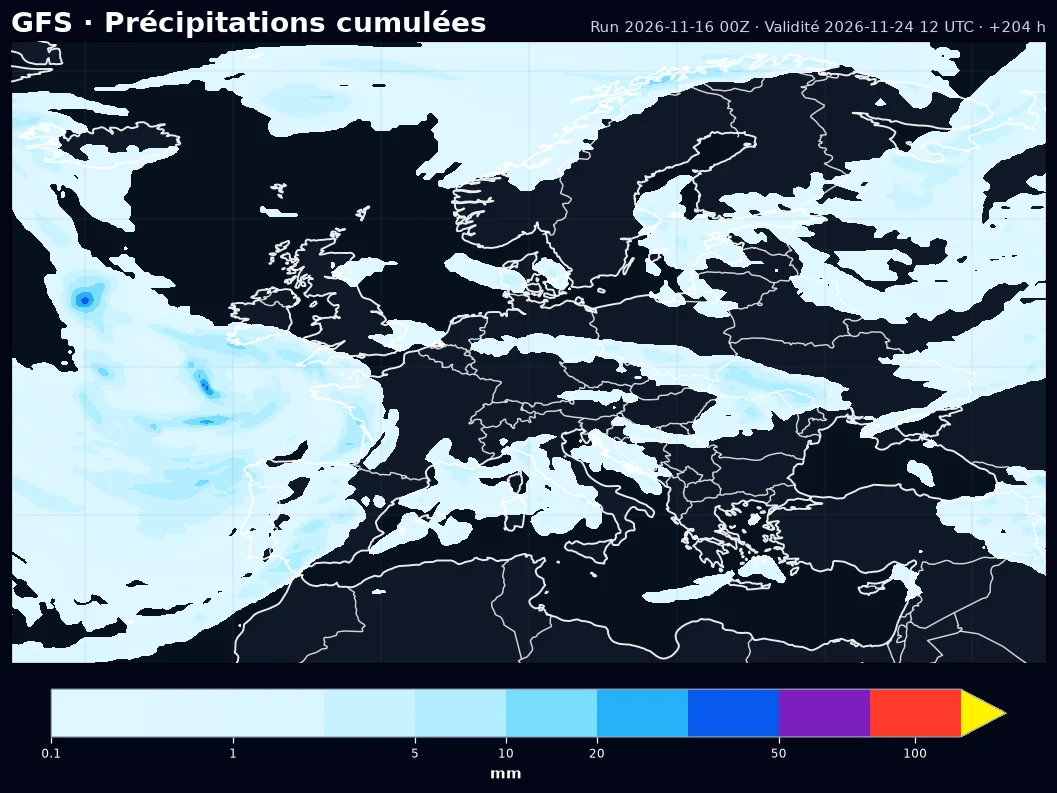 GFS · Précipitations cumulées
Run 2026-11-16 00Z · Validité 2026-11-24 12 UTC · +204 h
0.1 1 5 10 20 50 100
mm